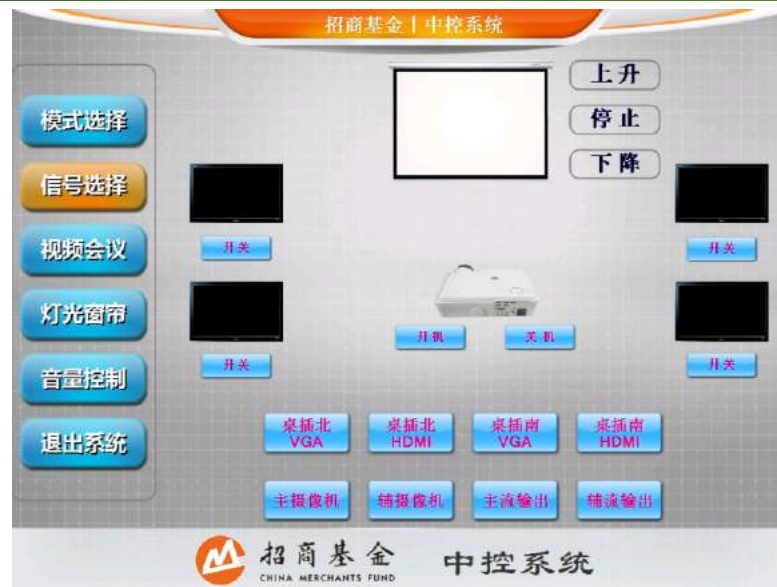 招商基金 | 中控系统
上升
停止
下降
模式选择
信号选择
视频会议
灯光窗帘
音量控制
退出系统
开关
开关
开机
关机
开关
开关
桌插北
VGA
桌插北
HDMI
桌插南
VGA
桌插南
HDMI
主摄像机
辅摄像机
主流输出
辅流输出
招商基金
CHINA MERCHANTS FUND
中控系统